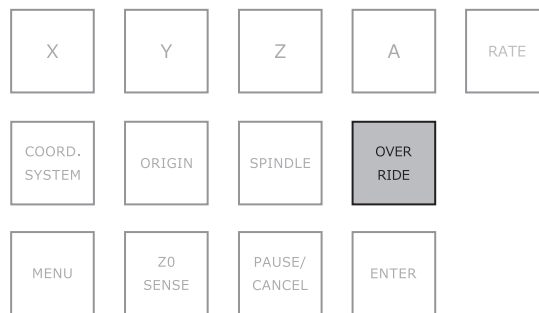 X Y Z A RATE
COORD.
SYSTEM
ORIGIN
SPINDLE
OVER
RIDE
MENU
Z0
SENSE
PAUSE/
CANCEL
ENTER